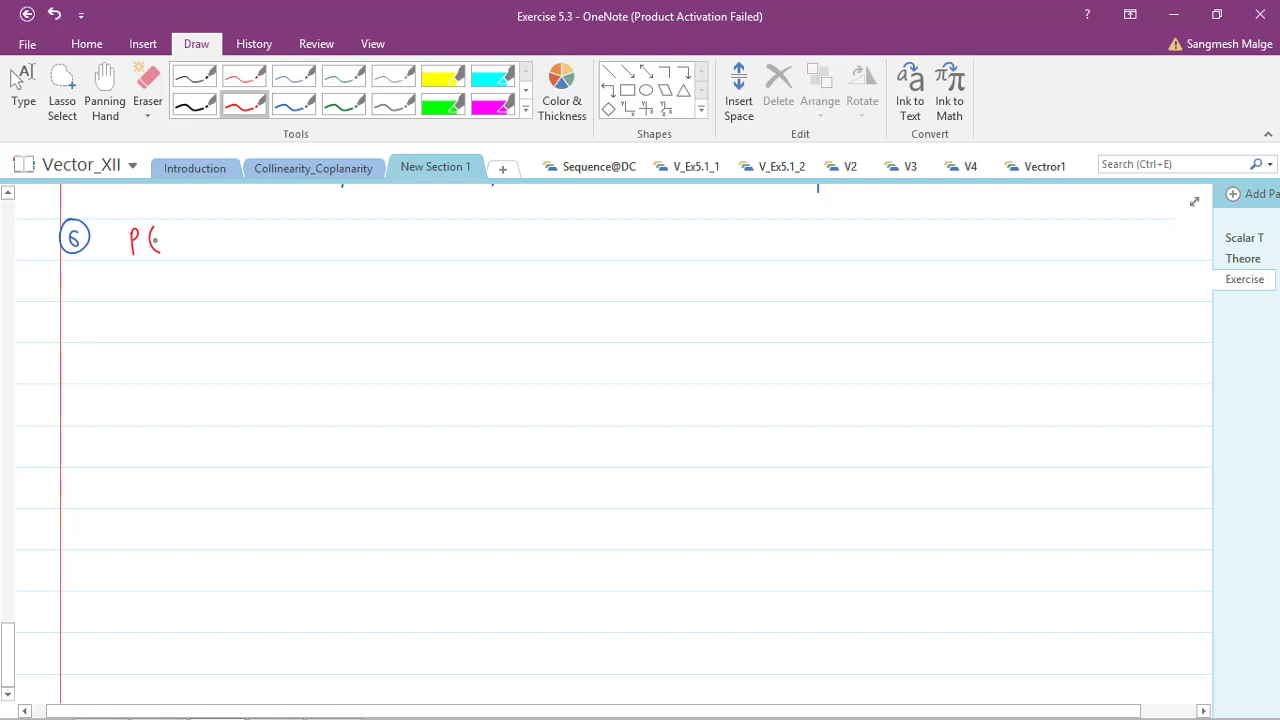 Exercise 5.3 - OneNote (Product Activation Failed)
?
File Home Insert Draw History Review View
Sangmesh Malge
Type Lasso Select Panning Hand Eraser Color & Thickness Insert Space Delete Arrange Rotate Ink to Text Ink to Math
Tools Shapes Edit Convert
Vector_XII Introduction Collinearity_Coplanarity New Section 1 Sequence@DC V_Ex5.1_1 V_Ex5.1_2 V2 V3 V4 Vectror1 Search (Ctrl+E)
Add Pa
Scalar T
Theore
Exercise
6 P (